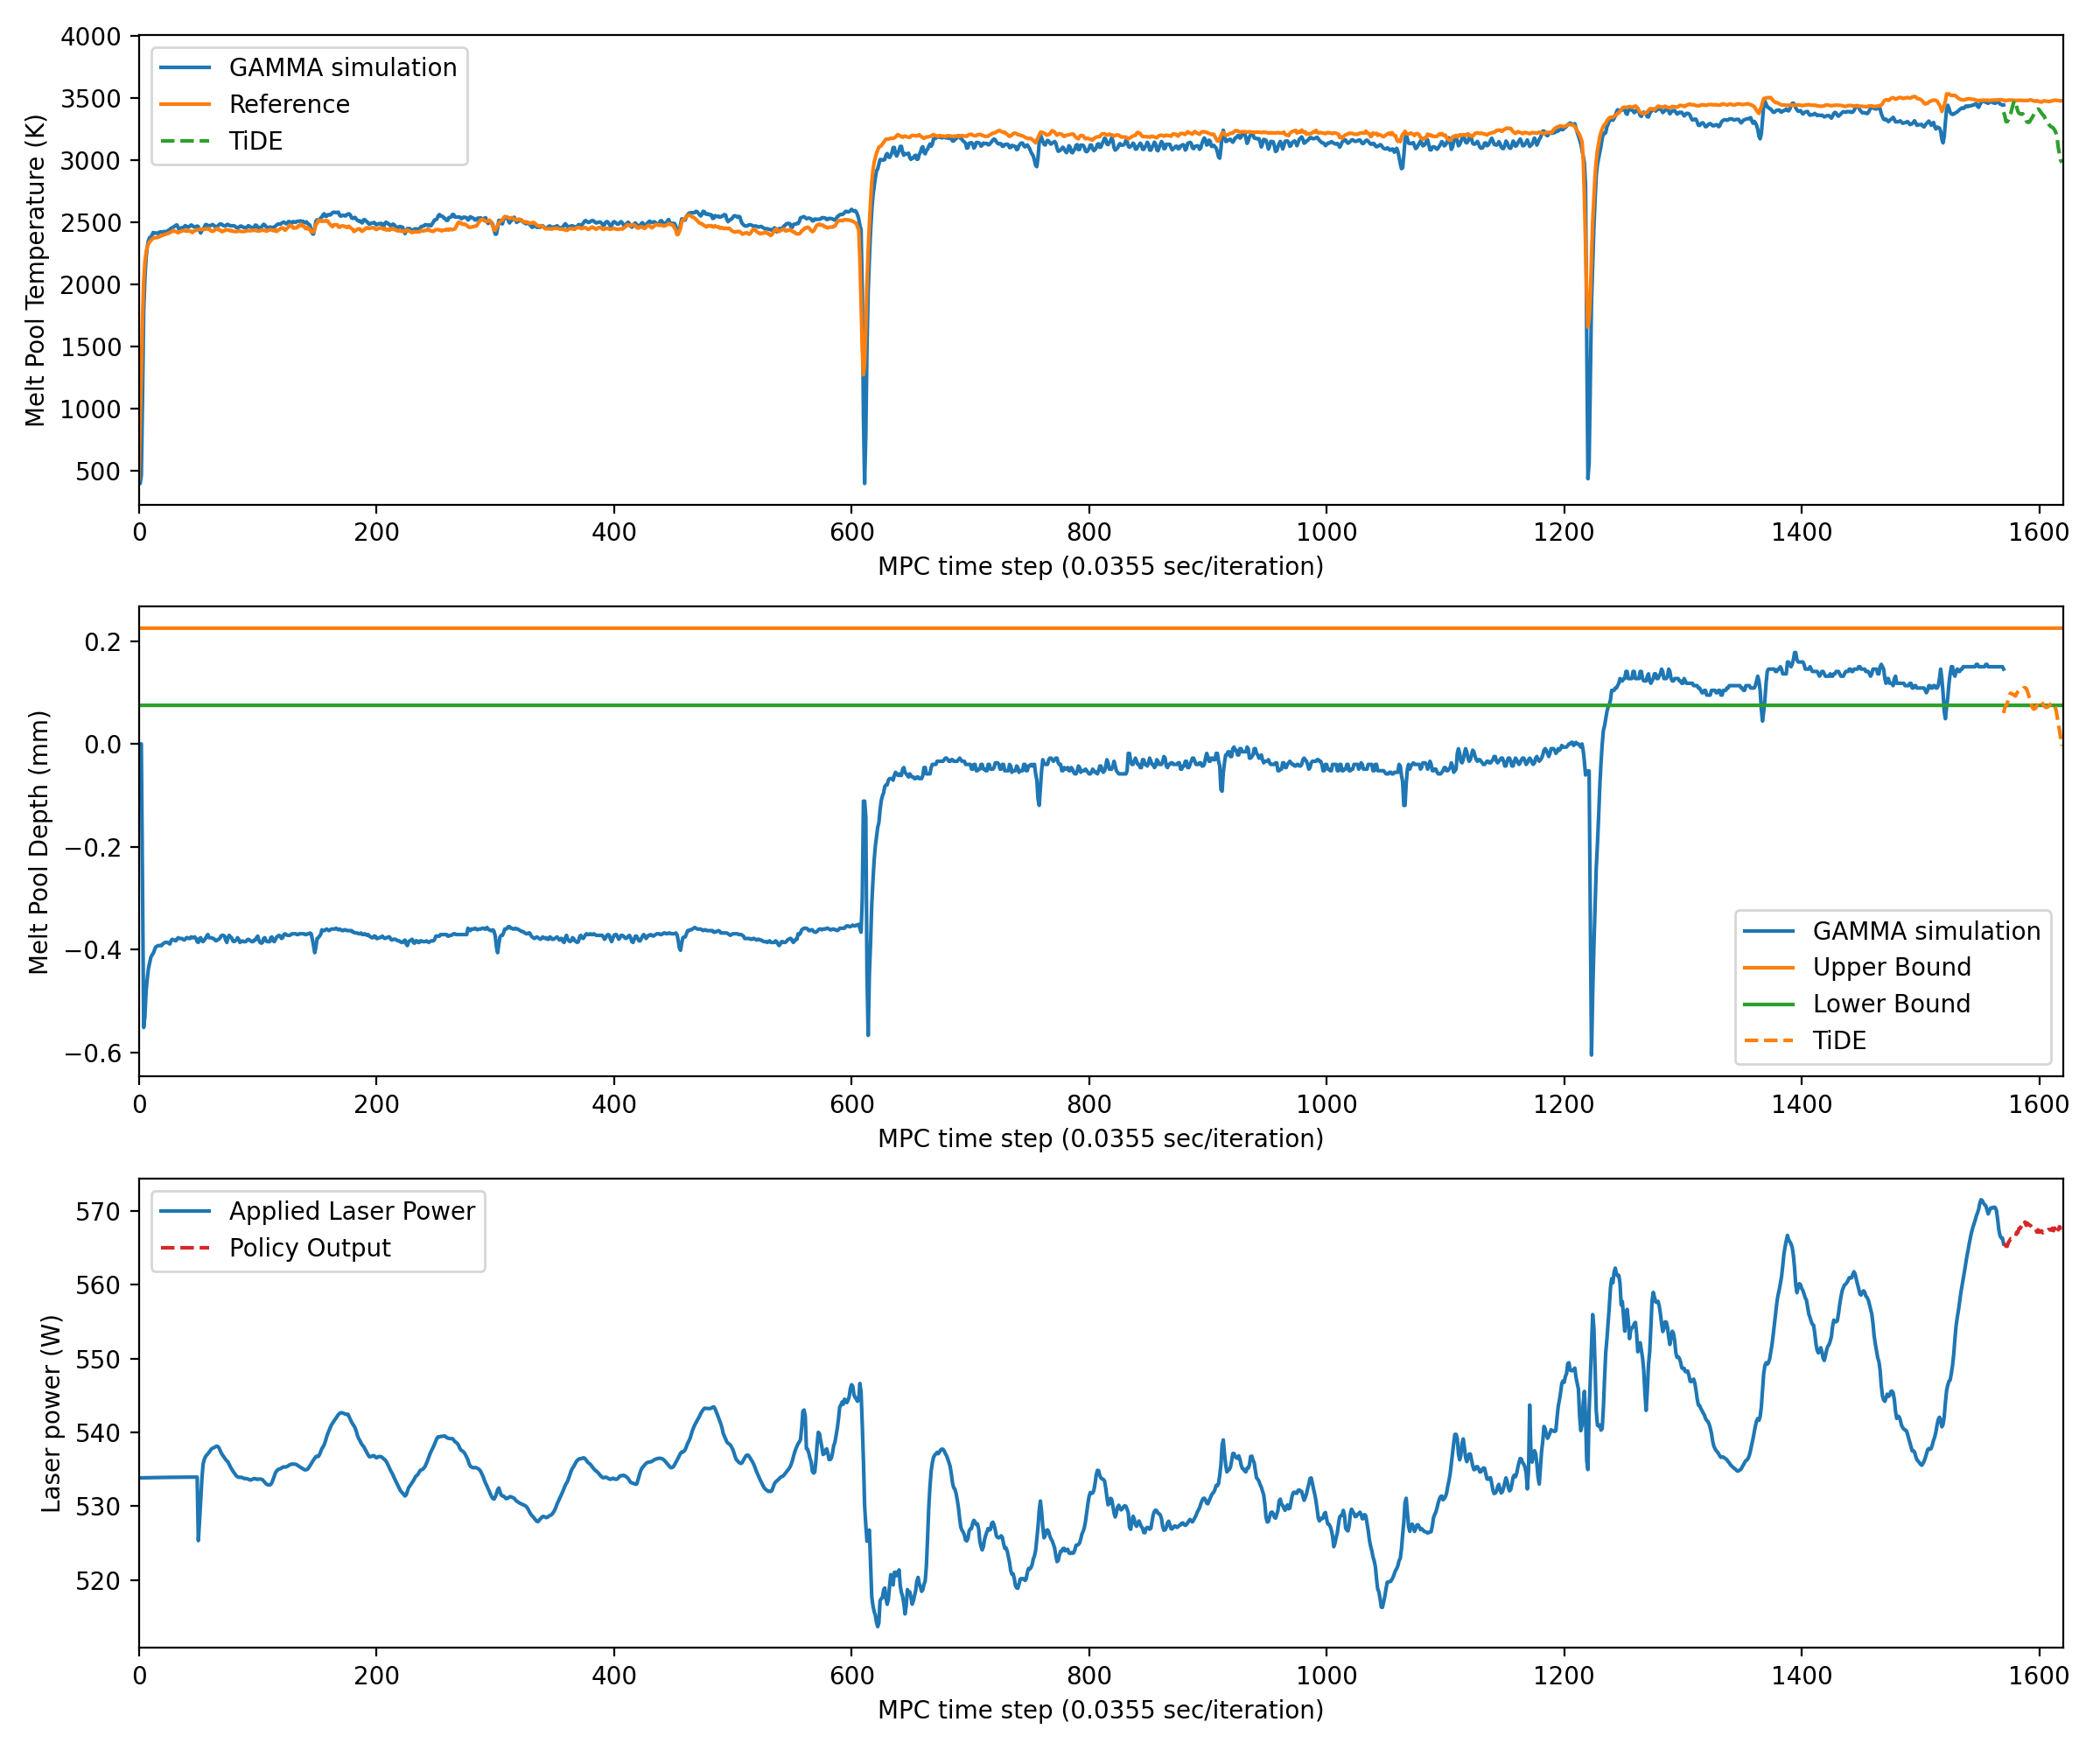 4000
3500
3000
2500
2000
1500
1000
500
Melt Pool Temperature (K)
GAMMA simulation
Reference
TiDE
0 200 400 600 800 1000 1200 1400 1600
MPC time step (0.0355 sec/iteration)
0.2
0.0
−0.2
−0.4
−0.6
Melt Pool Depth (mm)
GAMMA simulation
Upper Bound
Lower Bound
TiDE
0 200 400 600 800 1000 1200 1400 1600
MPC time step (0.0355 sec/iteration)
570
560
550
540
530
520
Laser power (W)
Applied Laser Power
Policy Output
0 200 400 600 800 1000 1200 1400 1600
MPC time step (0.0355 sec/iteration)